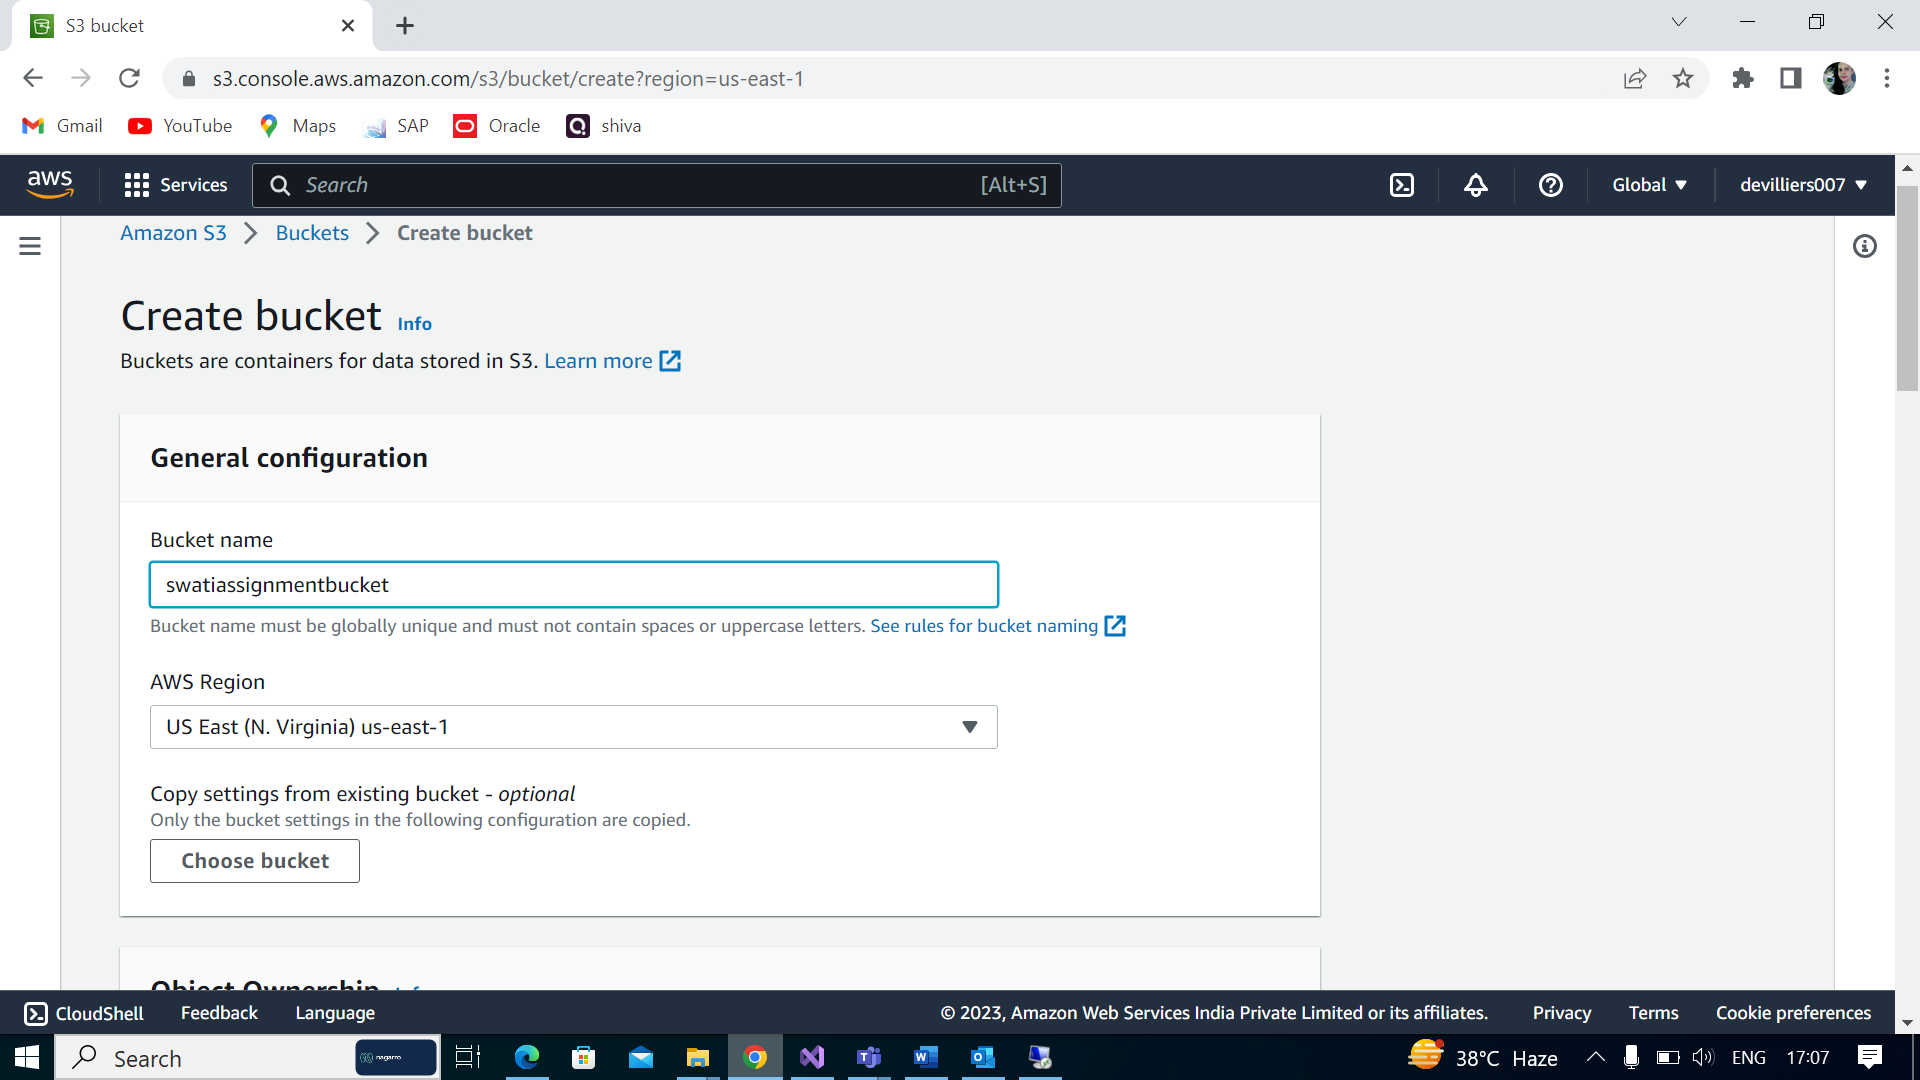 S3 bucket
s3.console.aws.amazon.com/s3/bucket/create?region=us-east-1
Gmail YouTube Maps SAP Oracle shiva
aws Services Search [Alt+S] Global devilliers007
Amazon S3 Buckets Create bucket
Create bucket Info
Buckets are containers for data stored in S3. Learn more
General configuration
Bucket name
swatiassignmentbucket
Bucket name must be globally unique and must not contain spaces or uppercase letters. See rules for bucket naming
AWS Region
US East (N. Virginia) us-east-1
Copy settings from existing bucket - optional
Only the bucket settings in the following configuration are copied.
Choose bucket
Object Ownership Info
CloudShell Feedback Language © 2023, Amazon Web Services India Private Limited or its affiliates. Privacy Terms Cookie preferences
Search nagarro 38°C Haze ENG 17:07